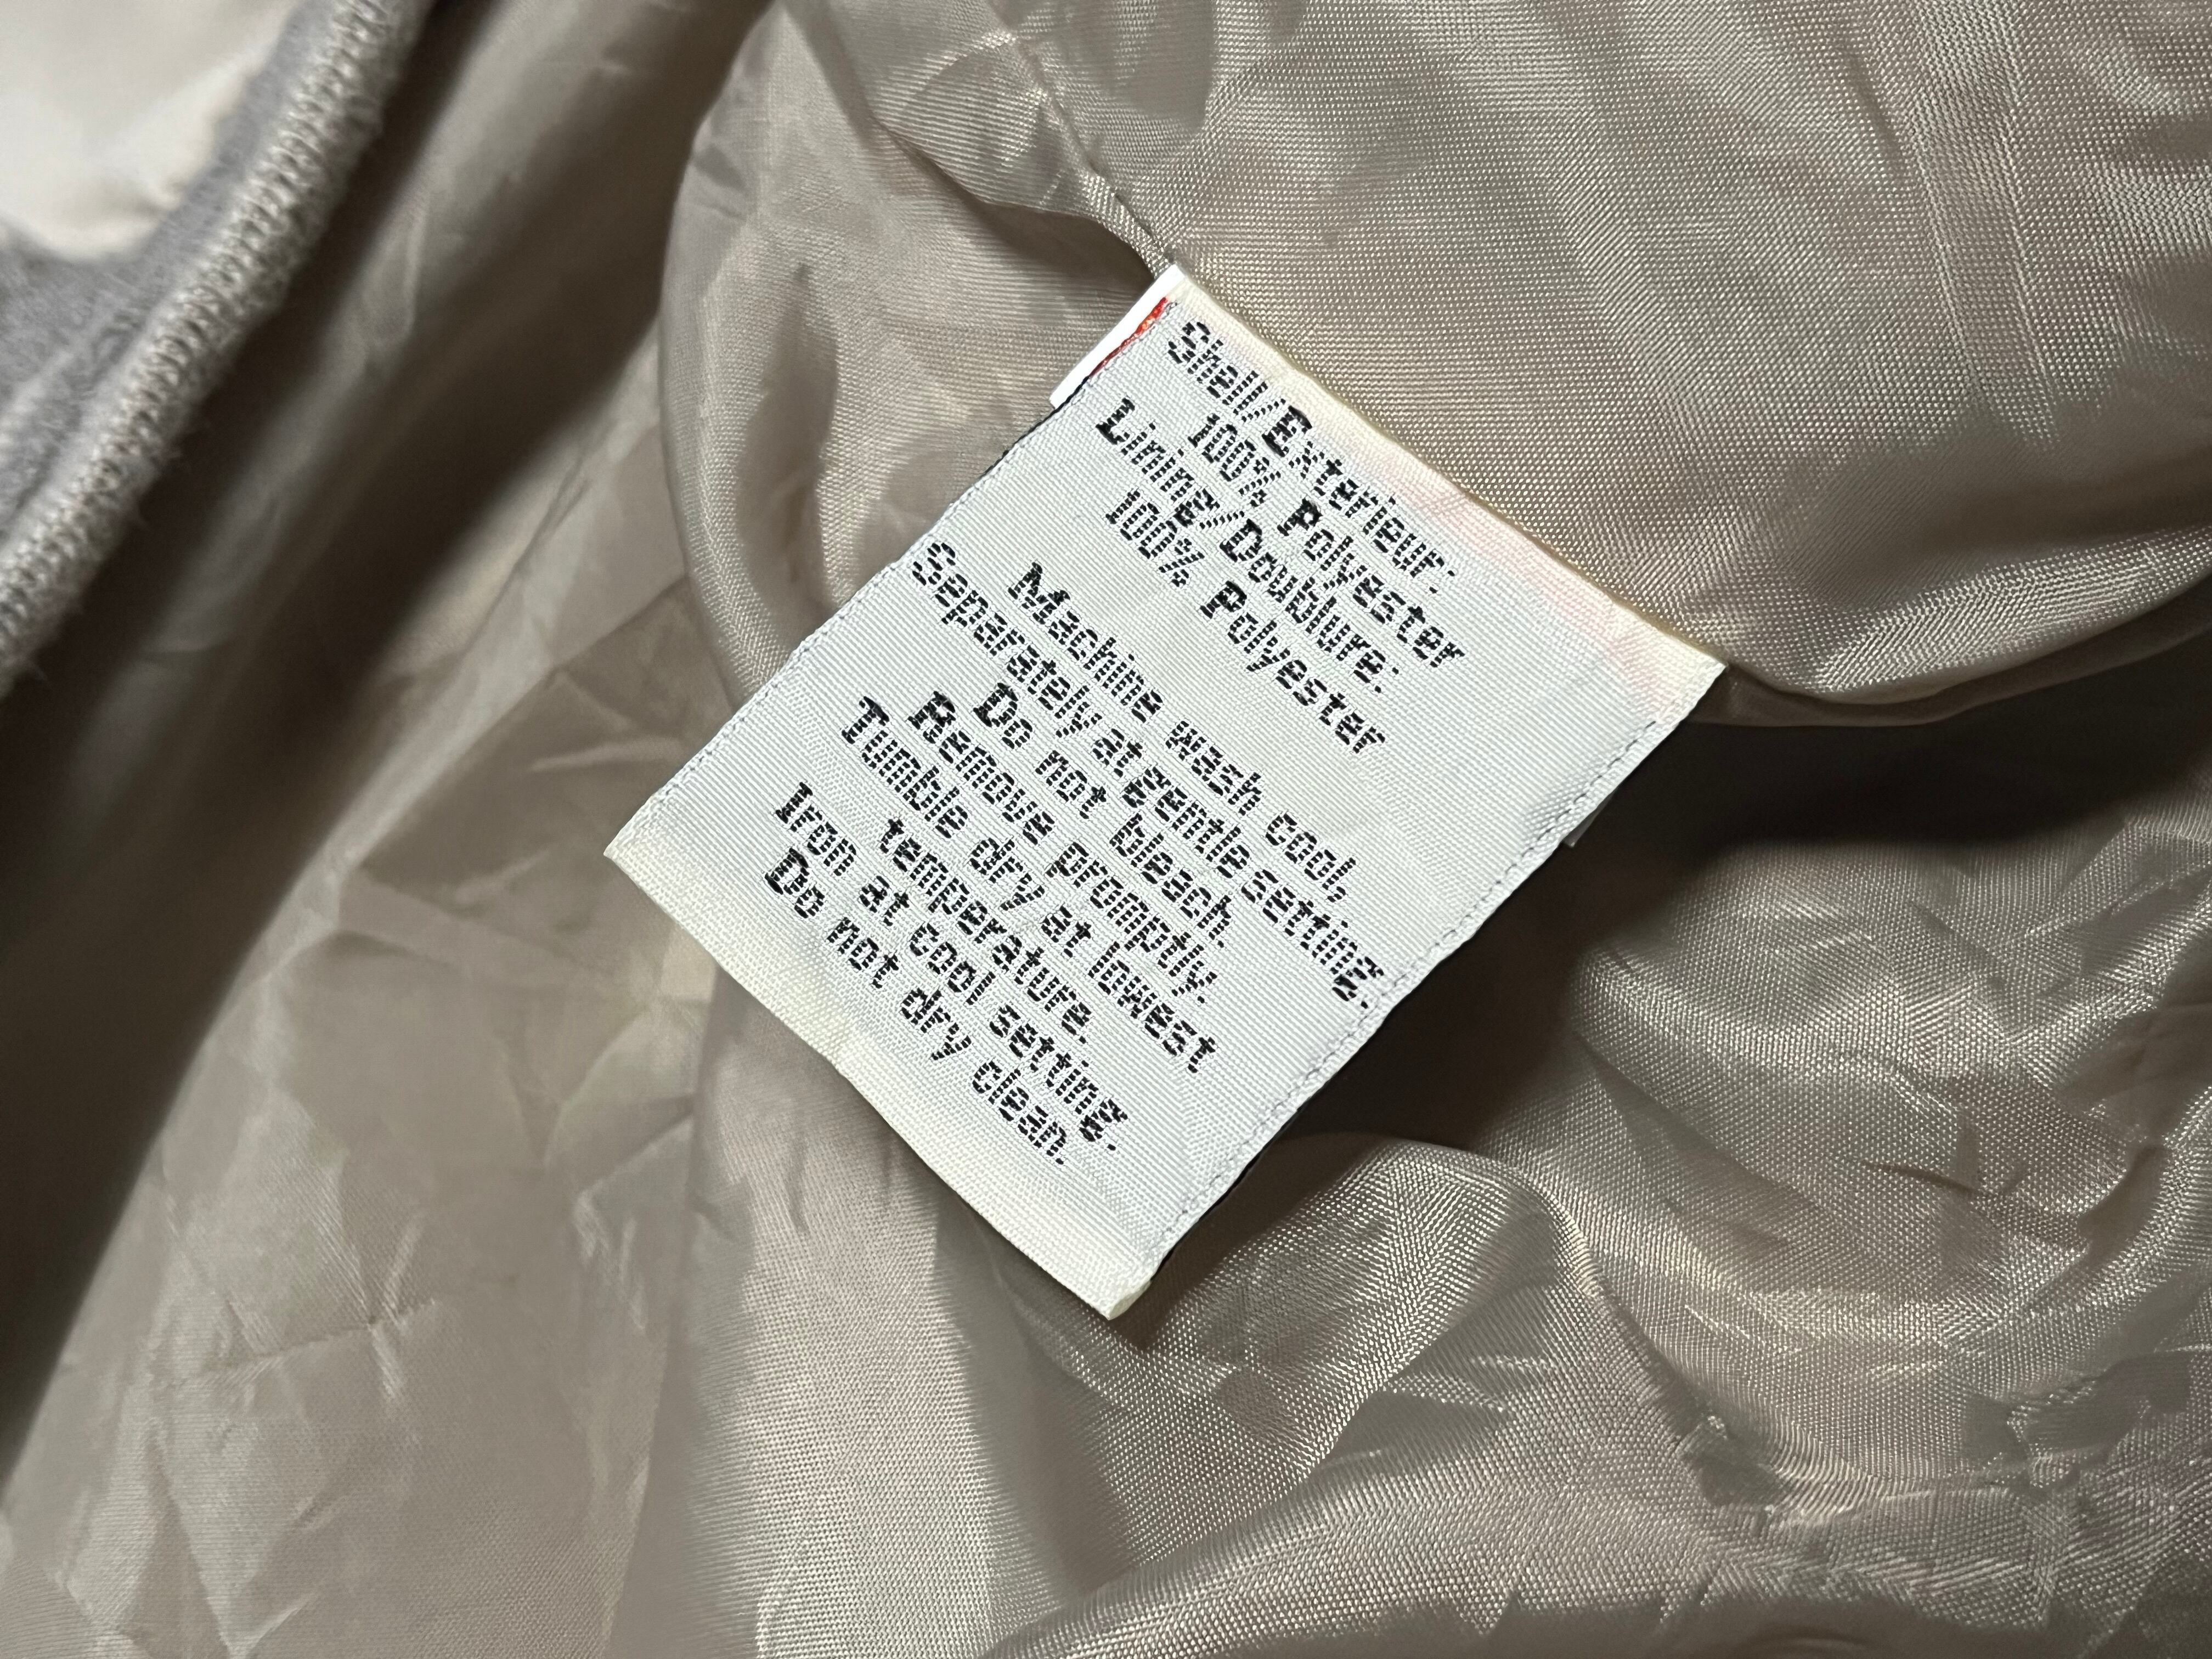 Shell/Exterieur:
100% Polyester
Lining/Doublure:
100% Polyester
Machine wash cool,
Separately at gentle setting.
Do not bleach.
Remove promptly.
Tumble dry at lowest
temperature.
Iron at cool setting.
Do not dry clean.